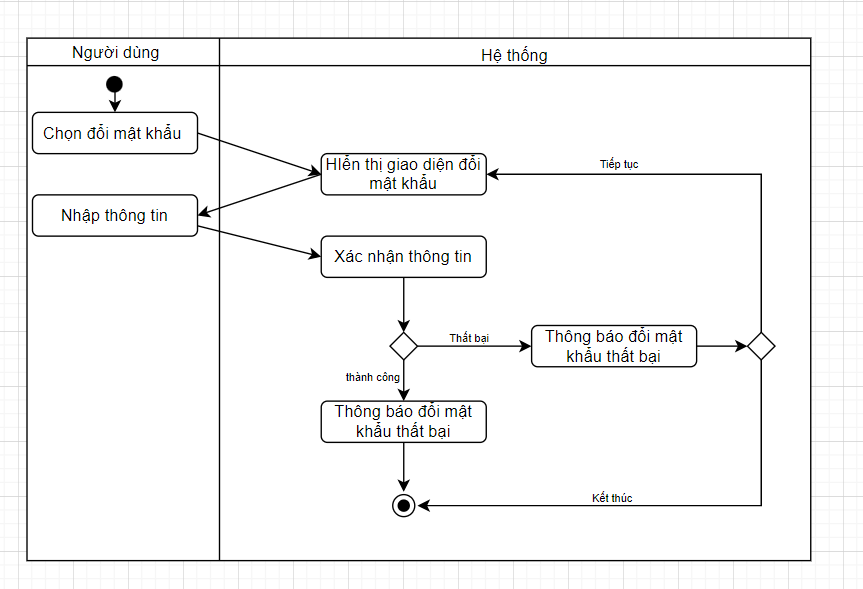 Người dùng
Hệ thống
Chọn đổi mật khẩu
HIển thị giao diện đổi
mật khẩu
Tiếp tục
Nhập thông tin
Xác nhận thông tin
Thất bại
Thông báo đổi mật
khẩu thất bại
thành công
Thông báo đổi mật
khẩu thất bại
Kết thúc